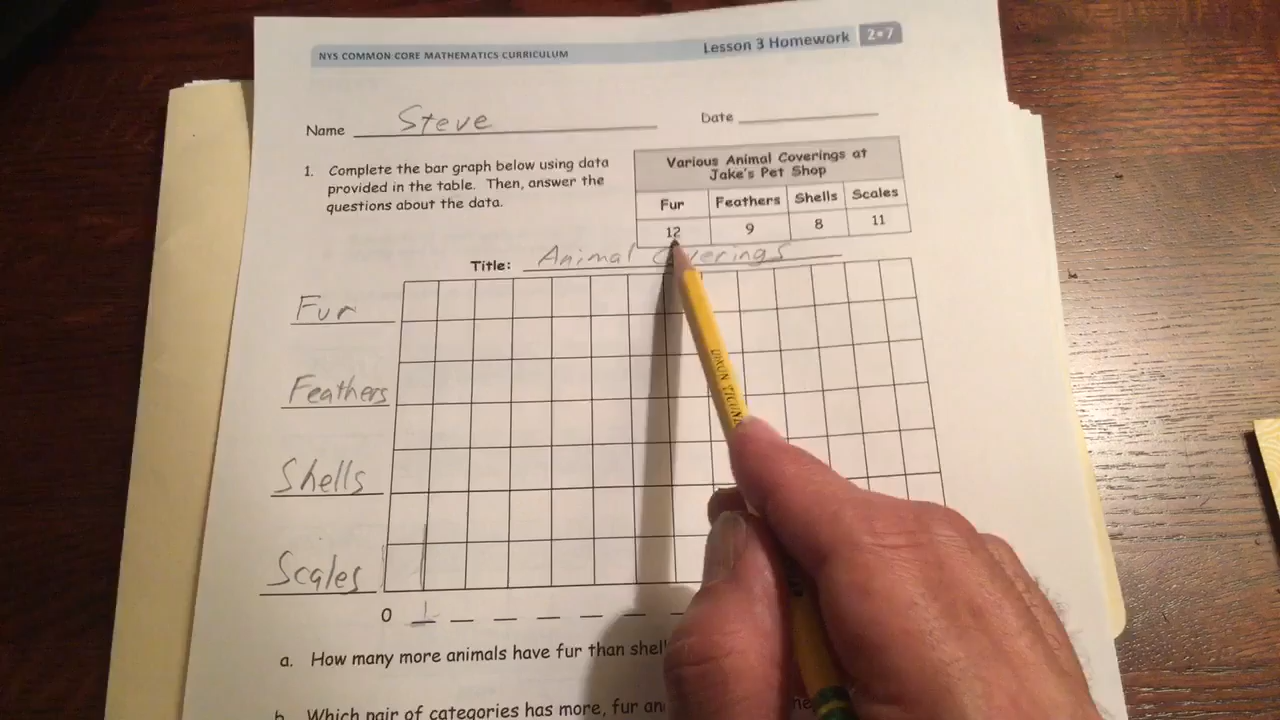 NYS COMMON CORE MATHEMATICS CURRICULUM Lesson 3 Homework 2•7
Name Steve Date
1. Complete the bar graph below using data
provided in the table. Then, answer the
questions about the data.
Various Animal Coverings at
Jake's Pet Shop
Fur Feathers Shells Scales
12 9 8 11
Title: Animal Coverings
Fur
Feathers
Shells
Scales
0 1
a. How many more animals have fur than
b. Which pair of categories has more, fur
DIXON